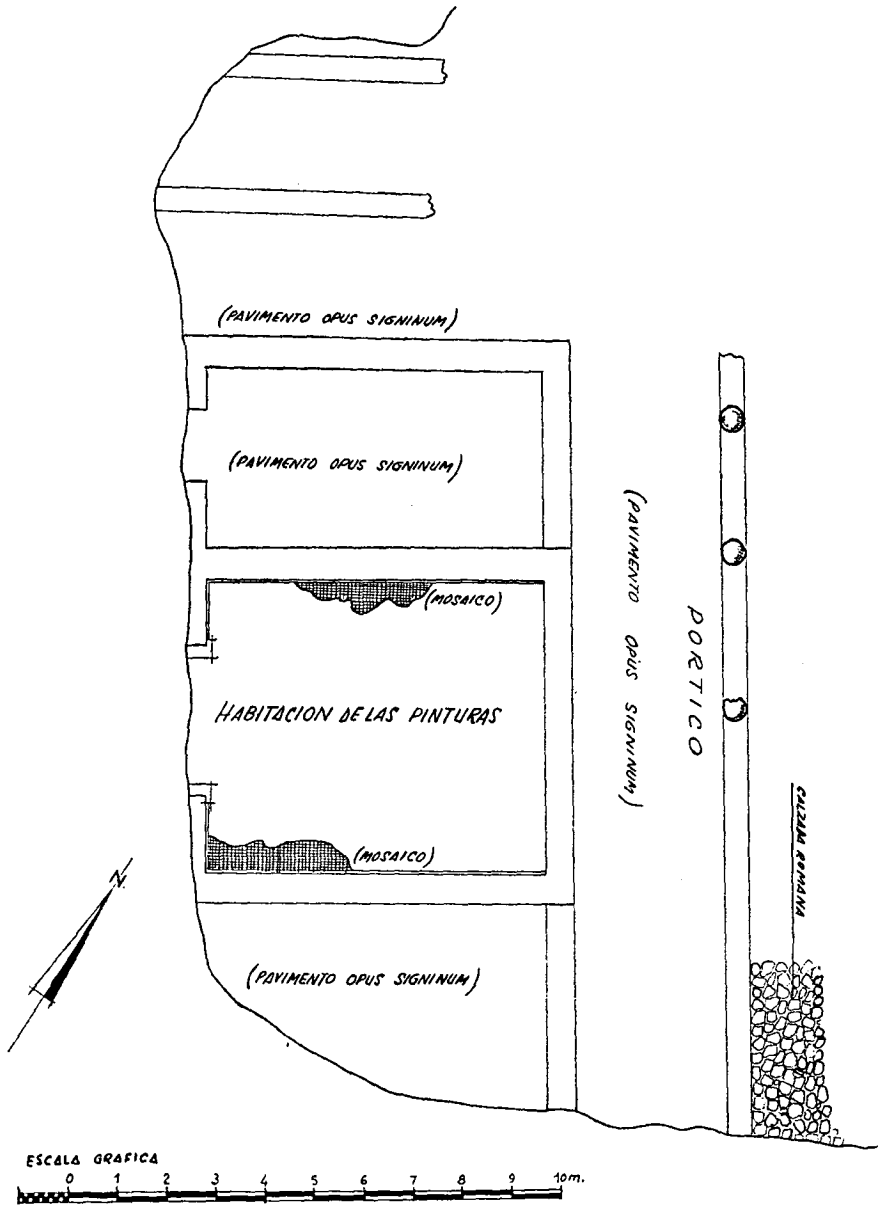 (PAVIMENTO OPUS SIGNINUM)
(PAVIMENTO OPUS SIGNINUM)
(MOSAICO)
HABITACION DE LAS PINTURAS
(MOSAICO)
(PAVIMENTO OPUS SIGNINUM)
(PAVIMENTO OPUS SIGNINUM)
PORTICO
CALZADA ROMANA
N.
ESCALA GRAFICA
0 1 2 3 4 5 6 7 8 9 10m.